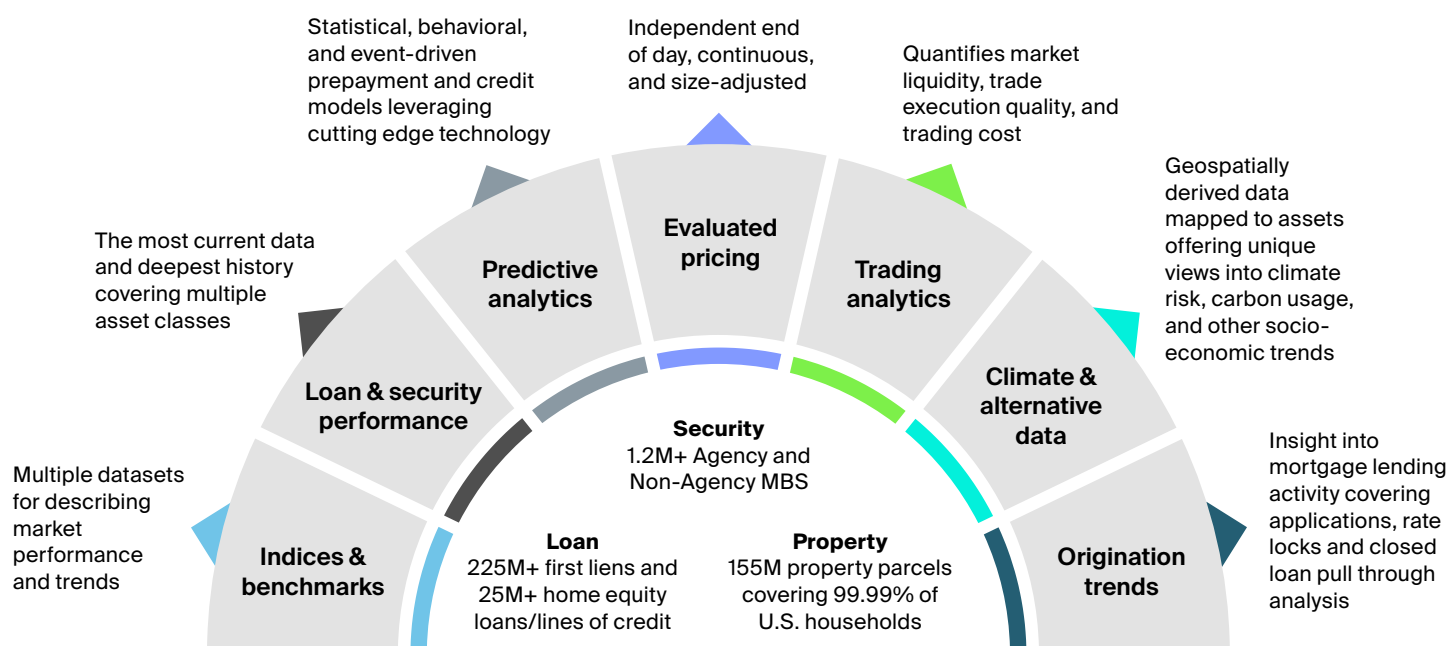 Statistical, behavioral,
and event-driven
prepayment and credit
models leveraging
cutting edge technology
Independent end
of day, continuous,
and size-adjusted
Quantifies market
liquidity, trade
execution quality, and
trading cost
Geospatially
derived data
mapped to assets
offering unique
views into climate
risk, carbon usage,
and other socio-
economic trends
The most current data
and deepest history
covering multiple
asset classes
Evaluated
pricing
Predictive
analytics
Trading
analytics
Loan & security
performance
Climate &
alternative
data
Multiple datasets
for describing
market
performance
and trends
Indices &
benchmarks
Security
1.2M+ Agency and
Non-Agency MBS
Loan
225M+ first liens and
25M+ home equity
loans/lines of credit
Property
155M property parcels
covering 99.99% of
U.S. households
Origination
trends
Insight into
mortgage lending
activity covering
applications, rate
locks and closed
loan pull through
analysis